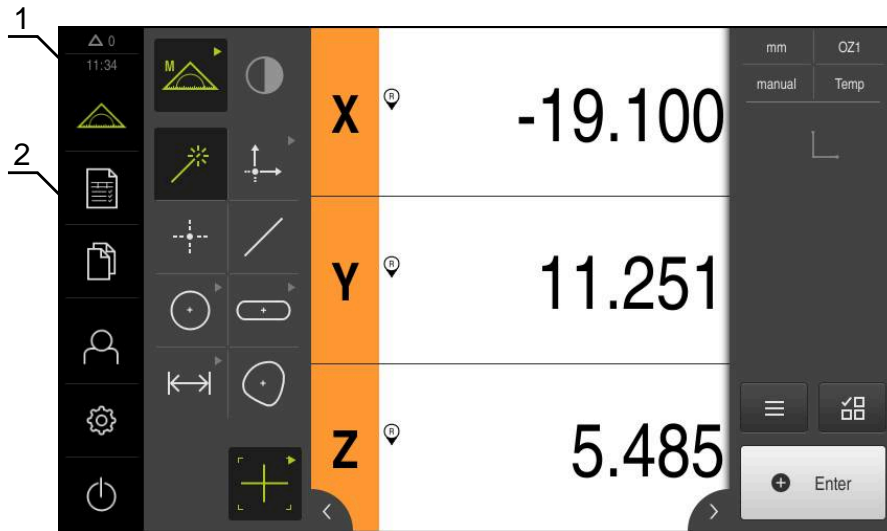 1
0
11:34
2
M
X
R
-19.100
Y
R
11.251
Z
R
5.485
mm
OZ1
manual
Temp
Enter